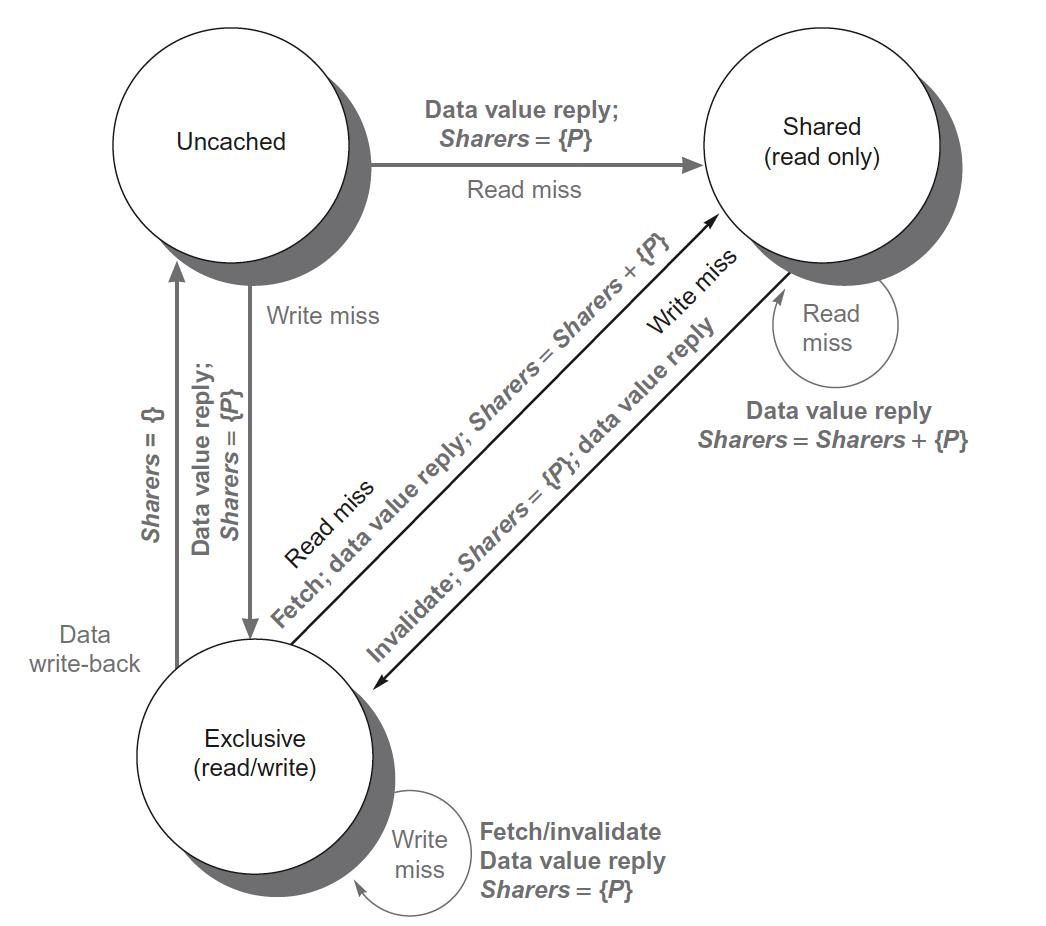 Uncached
Data value reply;
Sharers = {P}
Read miss
Shared
(read only)
Write miss
Sharers = {}
Data value reply;
Sharers = {P}
Data
write-back
Read miss
Fetch; data value reply; Sharers = Sharers + {P}
Write miss
Invalidate; Sharers = {P}; data value reply
Read
miss
Data value reply
Sharers = Sharers + {P}
Exclusive
(read/write)
Write
miss
Fetch/invalidate
Data value reply
Sharers = {P}